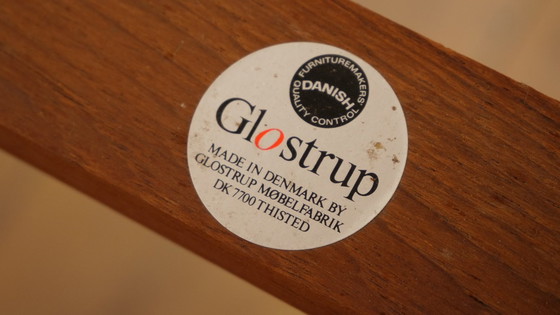 FURNITUREMAKERS'
DANISH
QUALITY CONTROL
Glostrup
MADE IN DENMARK BY
GLOSTRUP MØBELFABRIK
DK 7700 THISTED